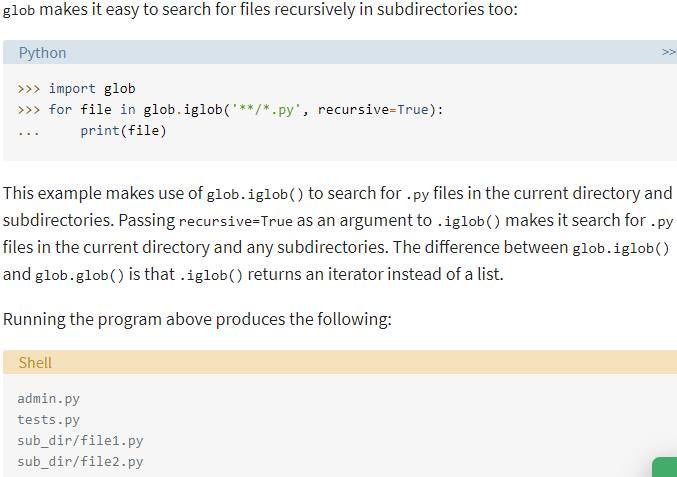 glob makes it easy to search for files recursively in subdirectories too:
Python >>
>>> import glob
>>> for file in glob.iglob('**/*.py', recursive=True):
...     print(file)
This example makes use of glob.iglob() to search for .py files in the current directory and
subdirectories. Passing recursive=True as an argument to .iglob() makes it search for .py
files in the current directory and any subdirectories. The difference between glob.iglob()
and glob.glob() is that .iglob() returns an iterator instead of a list.
Running the program above produces the following:
Shell
admin.py
tests.py
sub_dir/file1.py
sub_dir/file2.py